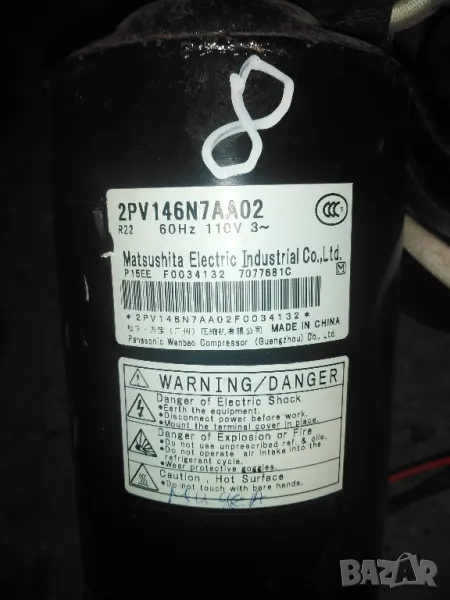 8
2PV146N7AA02
R22 60Hz 110V 3~
CCC S
Matsushita Electric Industrial Co.,Ltd.
P15EE F0034132 7077681C M
*2PV146N7AA02F0034132*
松下·万宝(广州)压缩机有限公司 MADE IN CHINA
Panasonic Wanbao Compressor (Guangzhou) Co., Ltd
WARNING/DANGER
Danger of Electric Shock
•Earth the equipment.
•Disconnect power before work.
•Mount the terminal cover in place.
Danger of Explosion or Fire
•Do not use unprescribed ref. & oils.
•Do not operate air intake into the
refrigerant cycle.
•Wear protective goggles.
Caution , Hot Surface
•Do not touch with bare hands.
BAZAR